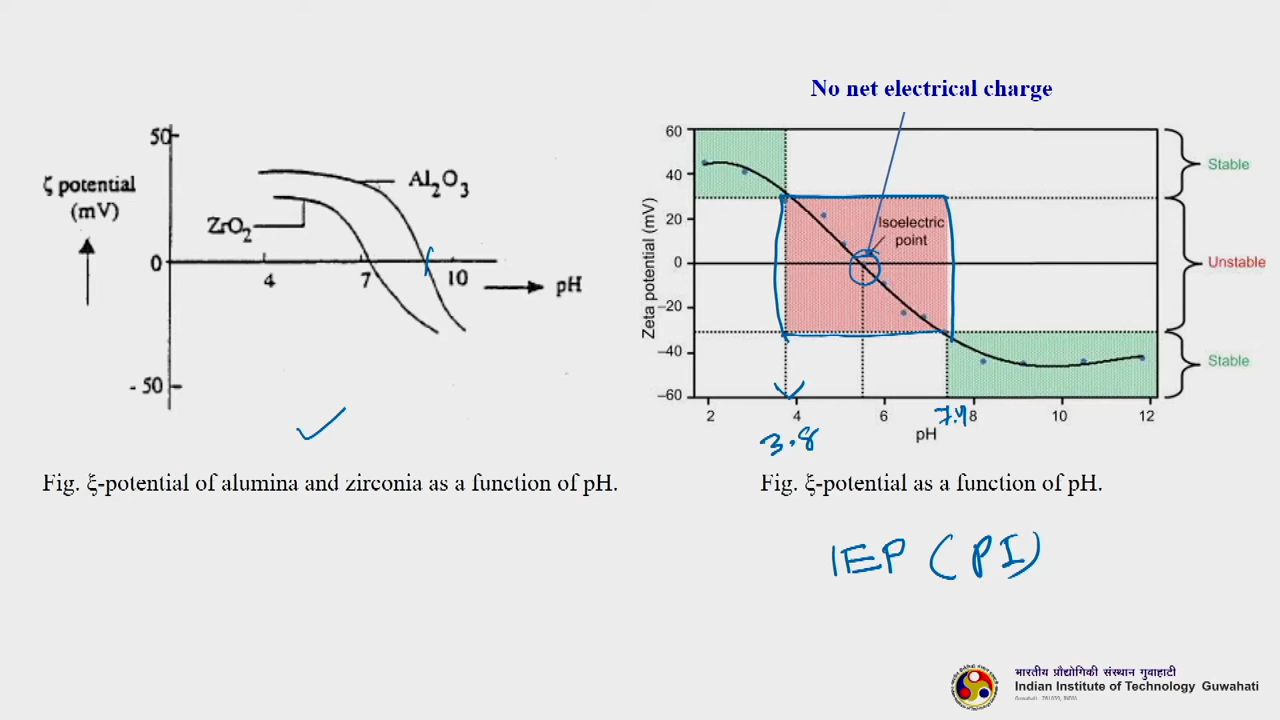 No net electrical charge
50
Al₂O₃
ζ potential
(mV)
ZrO₂
0
4
7
10
pH
- 50
60
40
20
0
−20
−40
−60
Zeta potential (mV)
Isoelectric
point
Stable
Unstable
Stable
2
4
6
8
10
12
pH
3.8
7.4
Fig. ξ-potential of alumina and zirconia as a function of pH.
Fig. ξ-potential as a function of pH.
IEP (PI)
भारतीय प्रौद्योगिकी संस्थान गुवाहाटी
Indian Institute of Technology Guwahati